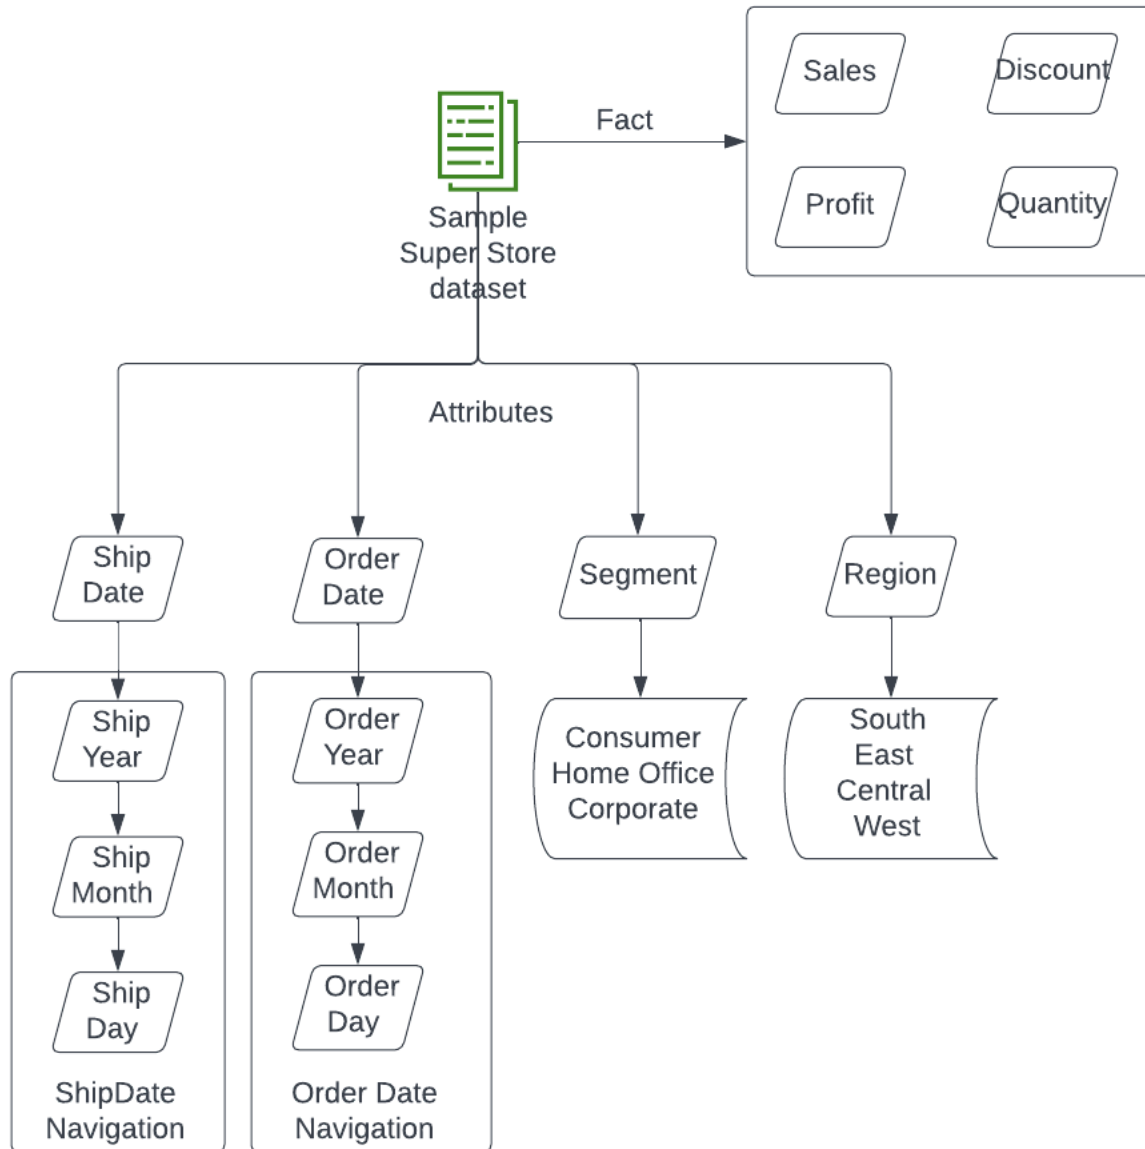 Sales
Discount
Fact
Profit
Quantity
Sample
Super Store
dataset
Attributes
Ship
Date
Order
Date
Segment
Region
Ship
Year
Order
Year
Consumer
Home Office
Corporate
South
East
Central
West
Ship
Month
Order
Month
Ship
Day
Order
Day
ShipDate
Navigation
Order Date
Navigation